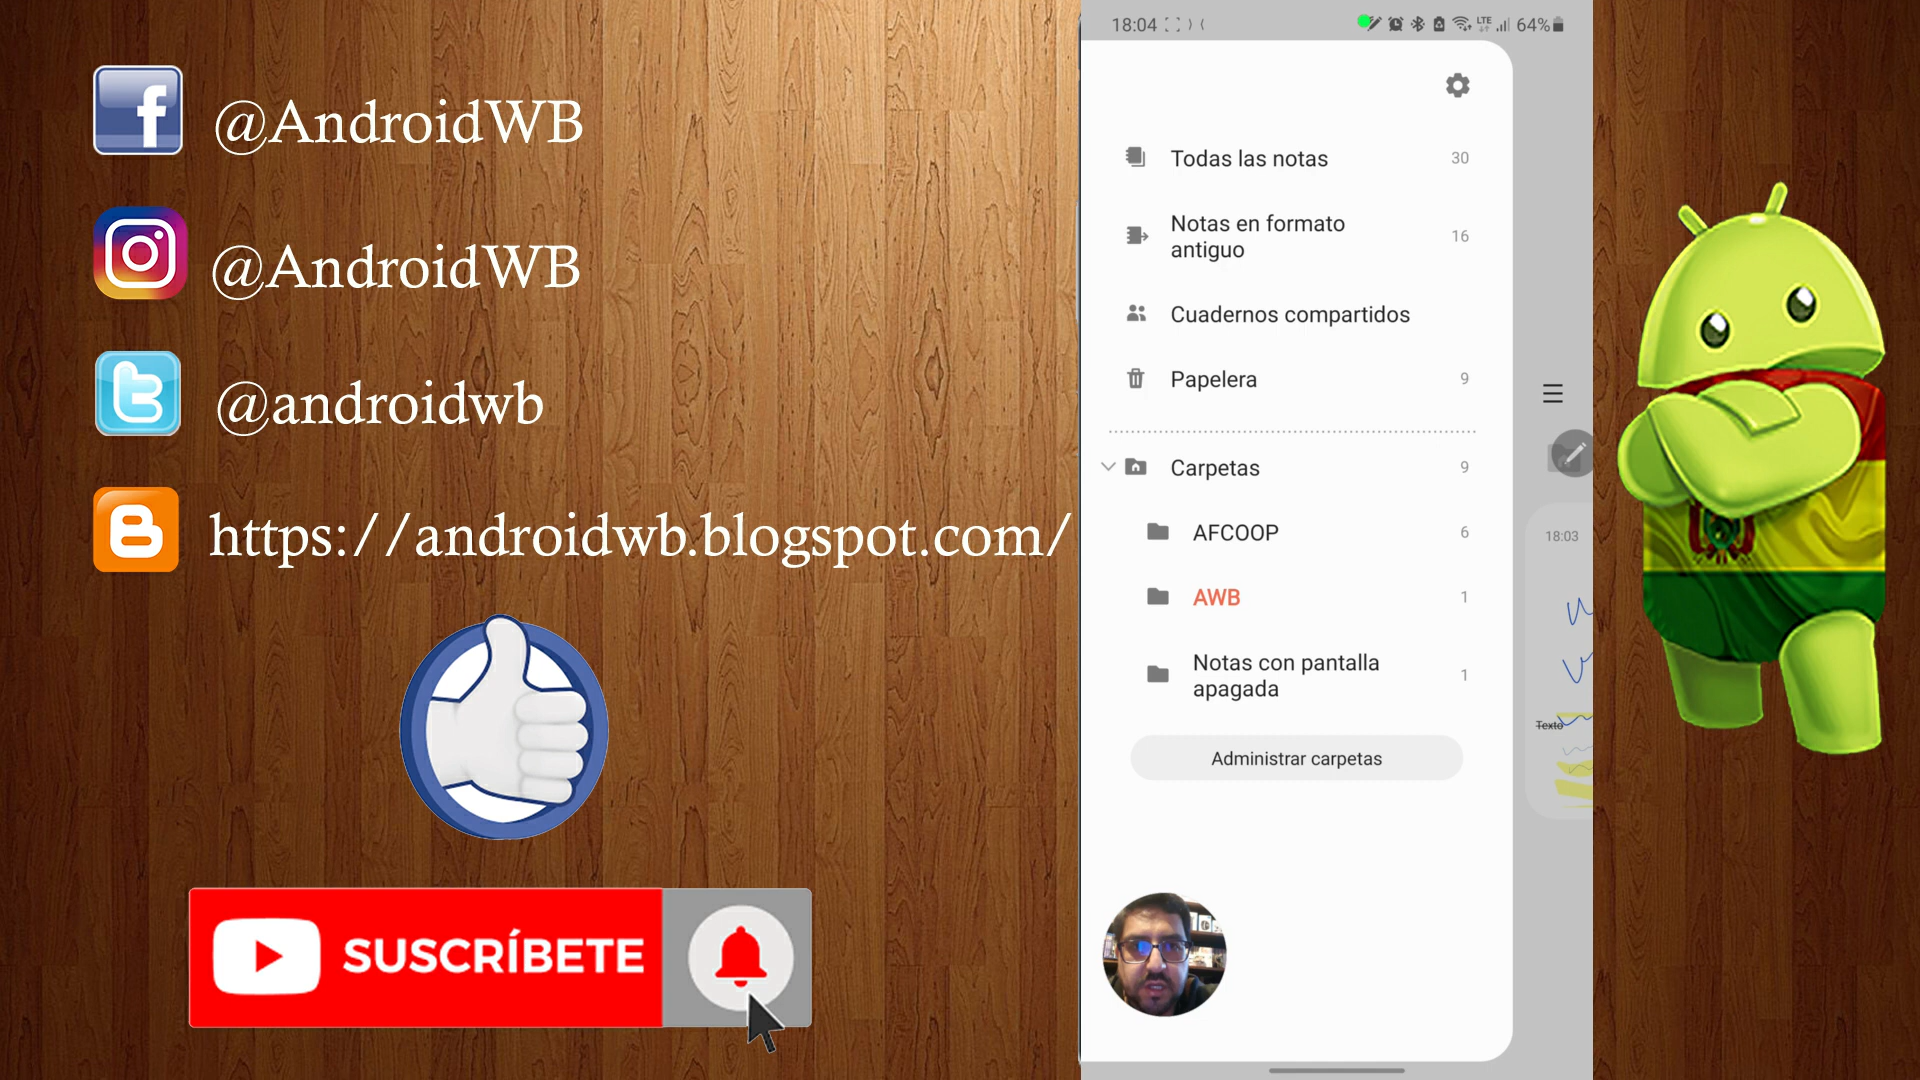 @AndroidWB
@AndroidWB
@androidwb
https://androidwb.blogspot.com/
SUSCRÍBETE
18:04
LTE
64%
Todas las notas 30
Notas en formato
antiguo 16
Cuadernos compartidos
Papelera 9
Carpetas 9
AFCOOP 6
AWB 1
Notas con pantalla
apagada 1
Administrar carpetas
18:03
Texto